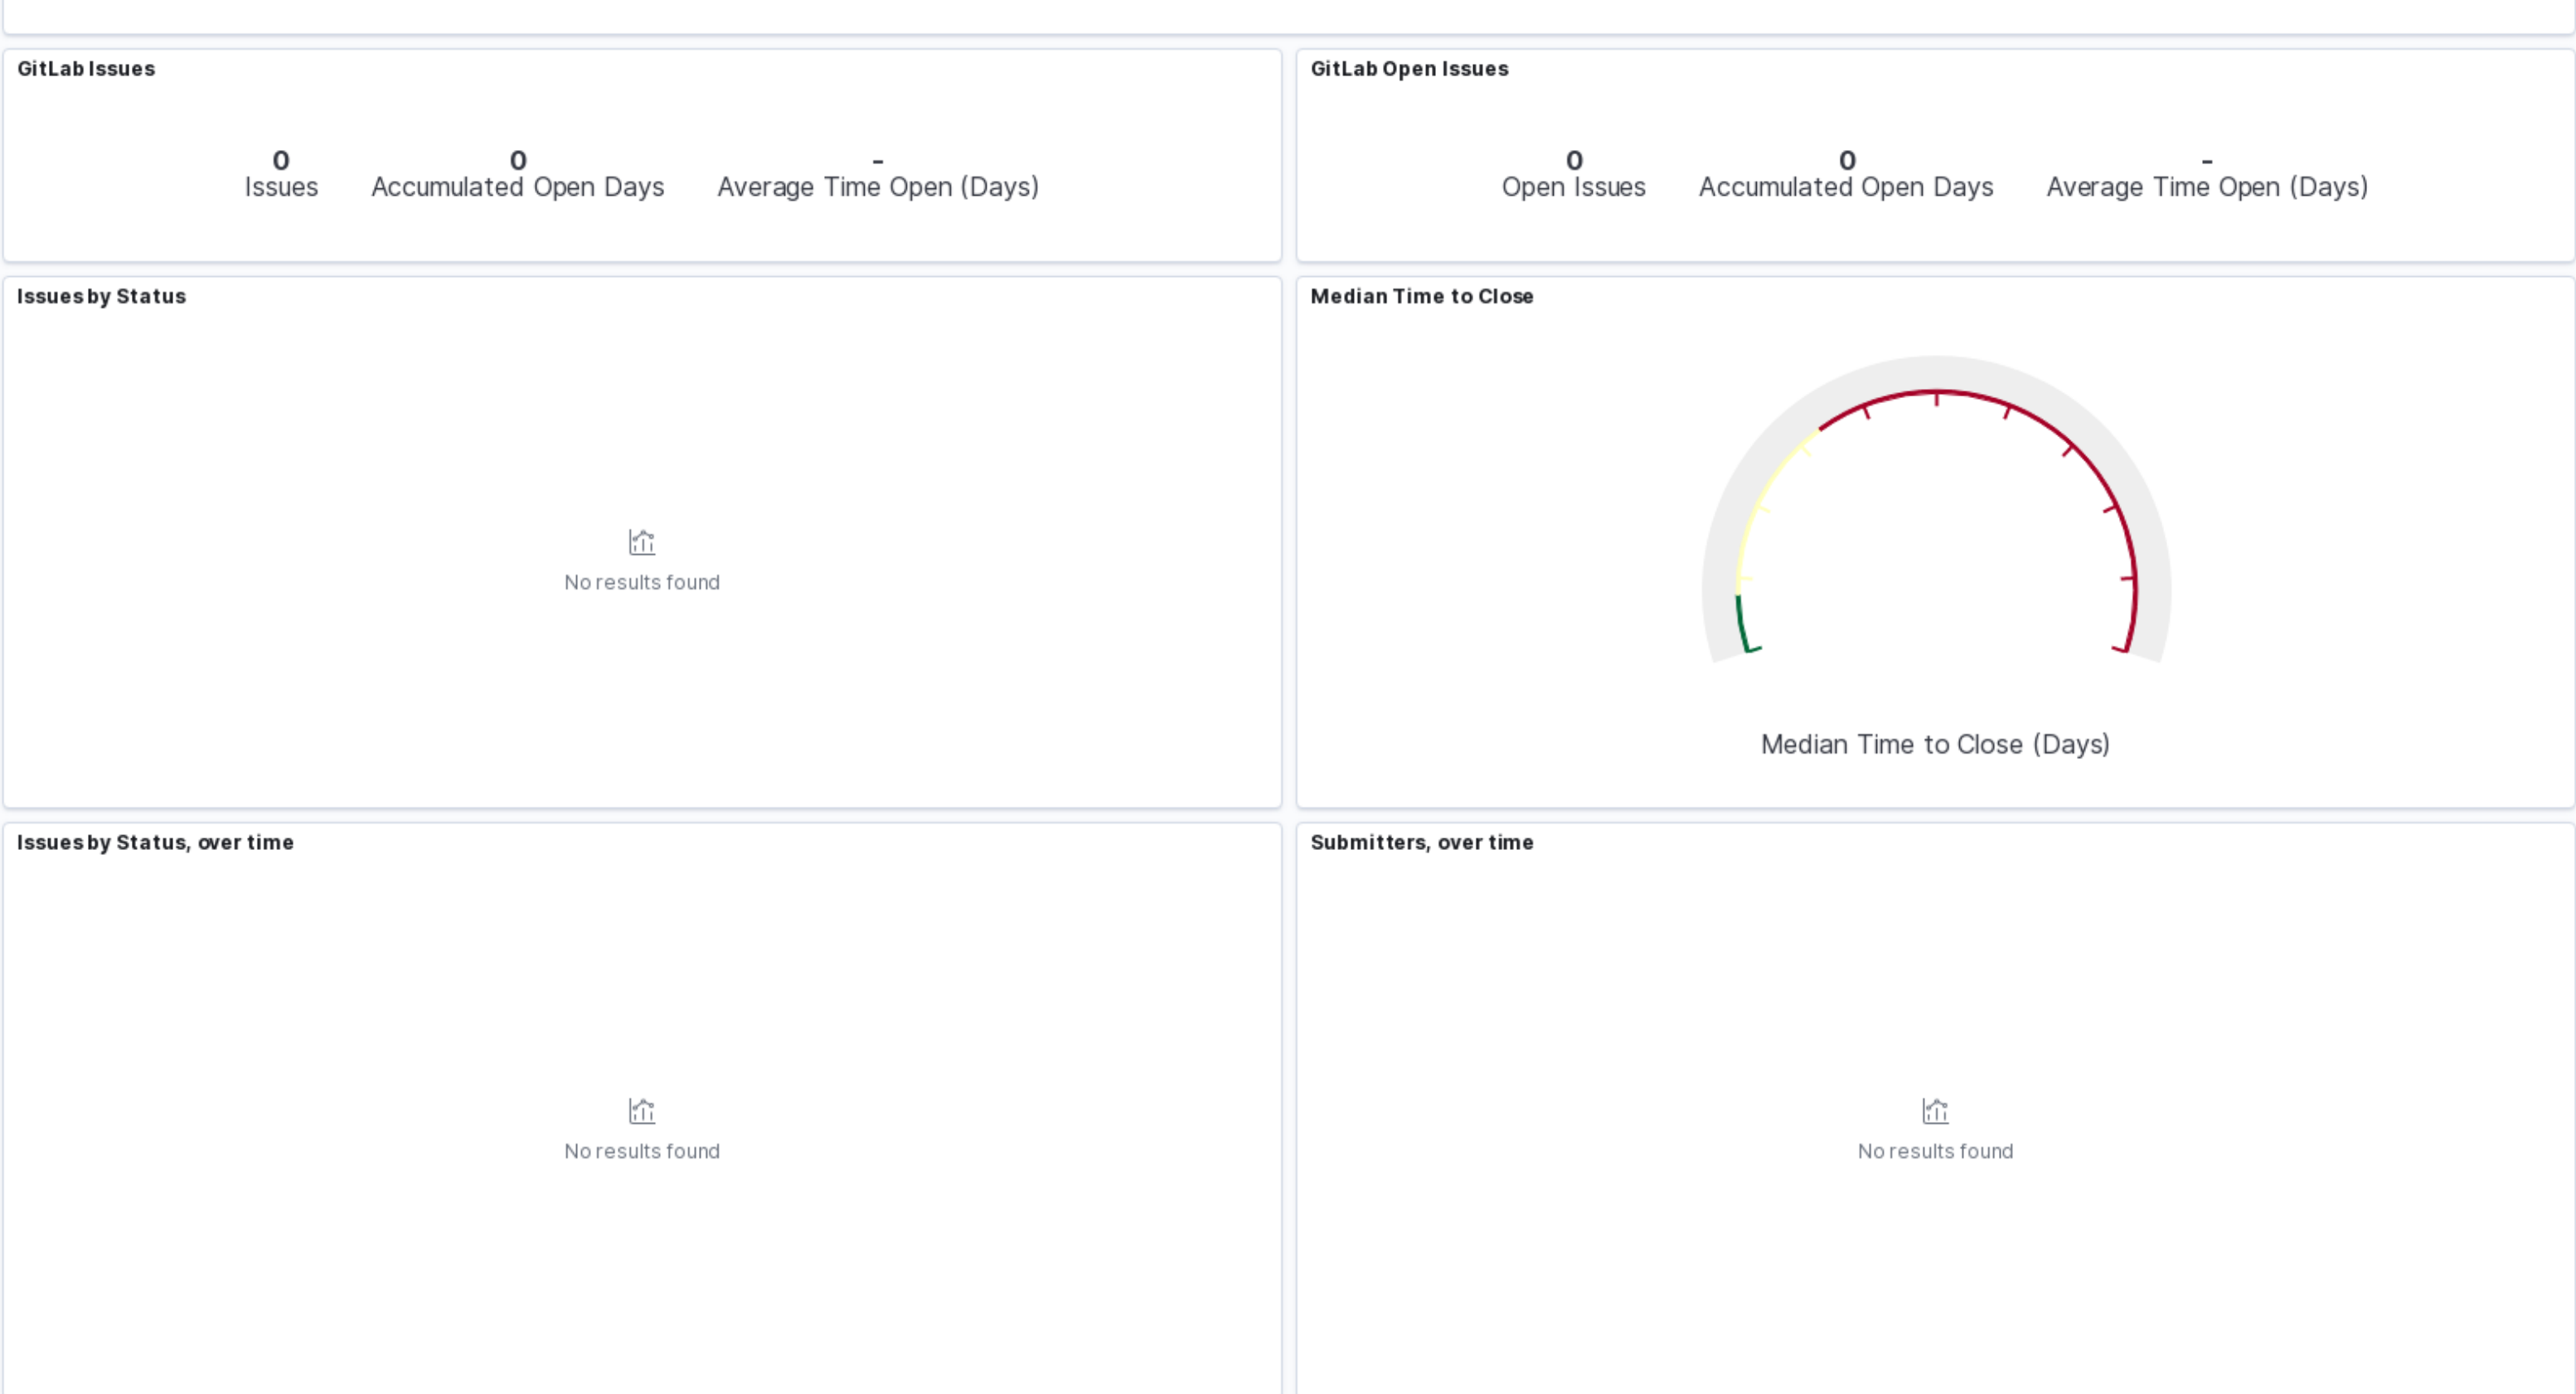 GitLab Issues
0
Issues
0
Accumulated Open Days
-
Average Time Open (Days)
GitLab Open Issues
0
Open Issues
0
Accumulated Open Days
-
Average Time Open (Days)
Issues by Status
No results found
Median Time to Close
Median Time to Close (Days)
Issues by Status, over time
No results found
Submitters, over time
No results found